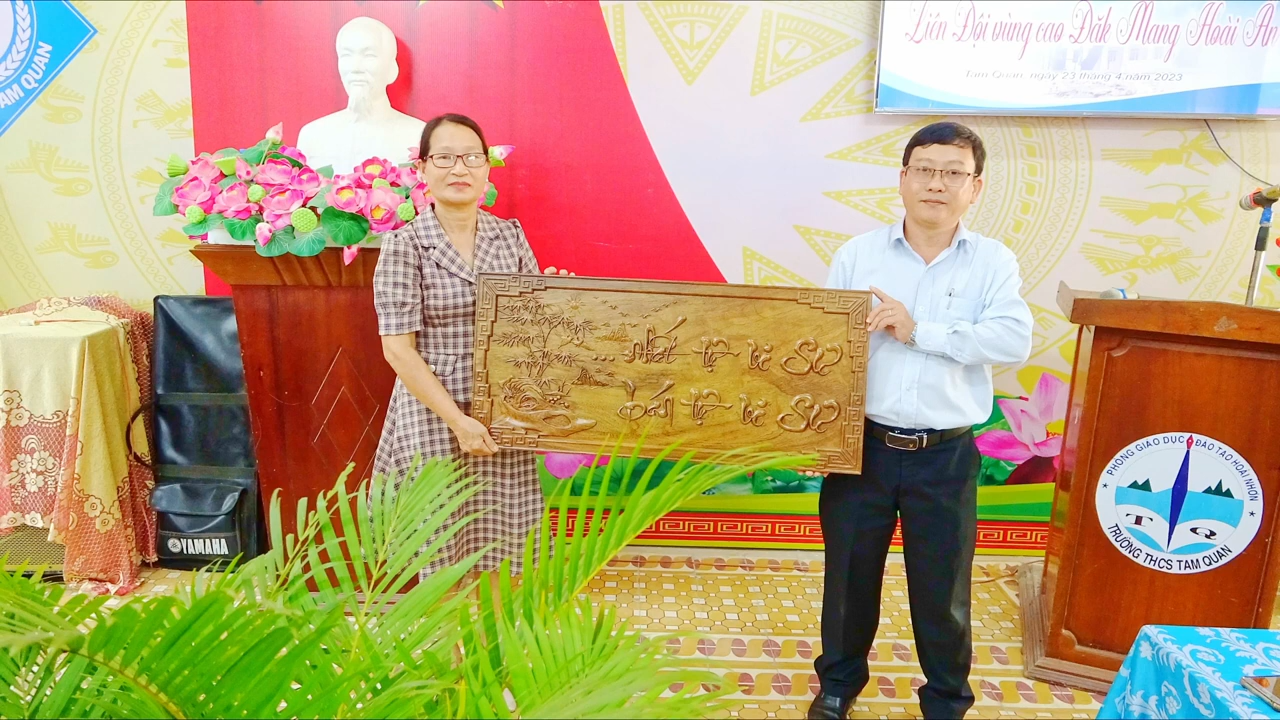 TAM QUAN
Liên Đội vùng cao Đăk Mang Hoài Ân
Tam Quan, ngày 23 tháng 4 năm 2023
... nhất tự vi sư
bán tự vi sư
YAMAHA
PHÒNG GIÁO DỤC ĐÀO TẠO HOÀI NHƠN
T Q
TRƯỜNG THCS TAM QUAN